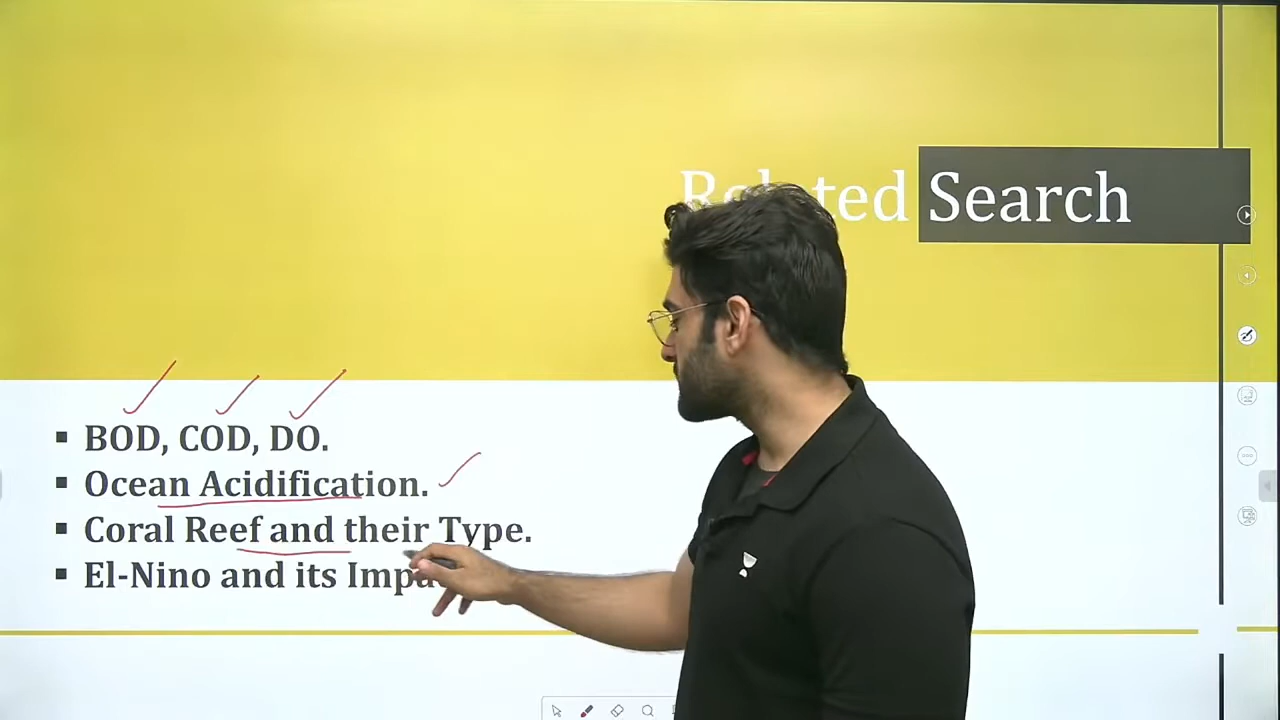 Search
BOD, COD, DO.
Ocean Acidification.
Coral Reef and their Type.
El-Nino and its